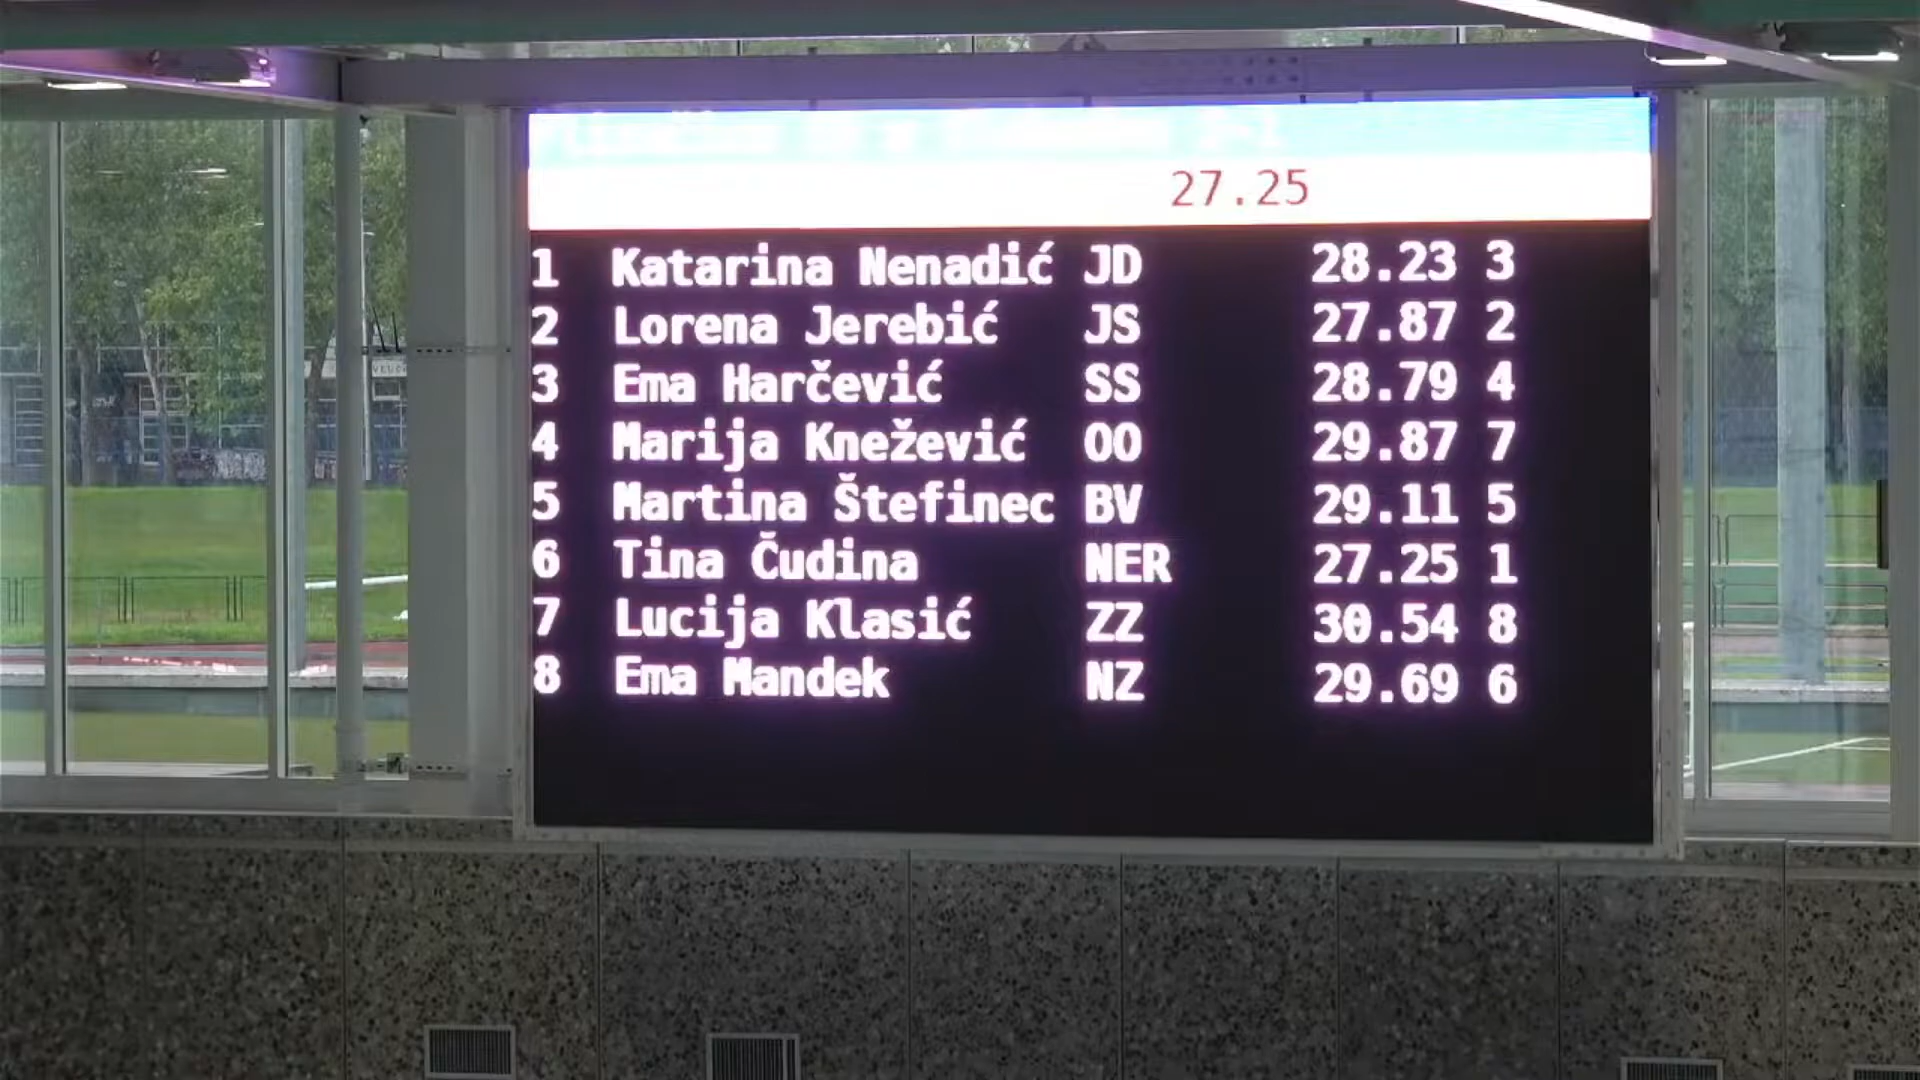 27.25
1 Katarina Nenadić JD 28.23 3
2 Lorena Jerebić JS 27.87 2
3 Ema Harčević SS 28.79 4
4 Marija Knežević OO 29.87 7
5 Martina Štefinec BV 29.11 5
6 Tina Čudina NER 27.25 1
7 Lucija Klasić ZZ 30.54 8
8 Ema Mandek NZ 29.69 6